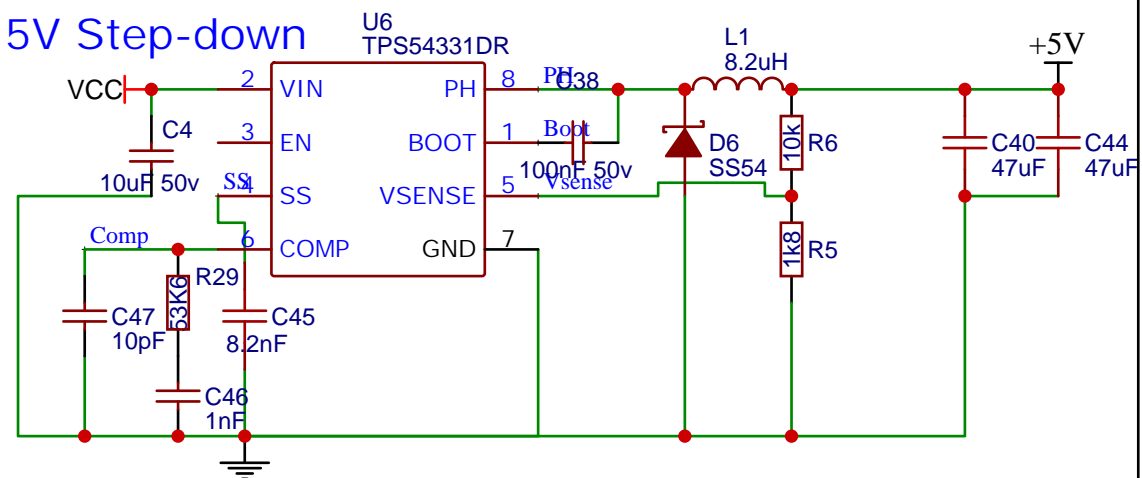 5V Step-down
U6
TPS54331DR
L1
8.2uH
+5V
VCC
2
VIN
PH
8
PH
C38
C4
10uF 50v
3
EN
BOOT
1
Boot
100nF 50v
D6
SS54
10k
R6
C40
47uF
C44
47uF
SS
4
SS
VSENSE
5
Vsense
Comp
6
COMP
GND
7
1k8
R5
53K6
R29
C47
10pF
C45
8.2nF
C46
1nF